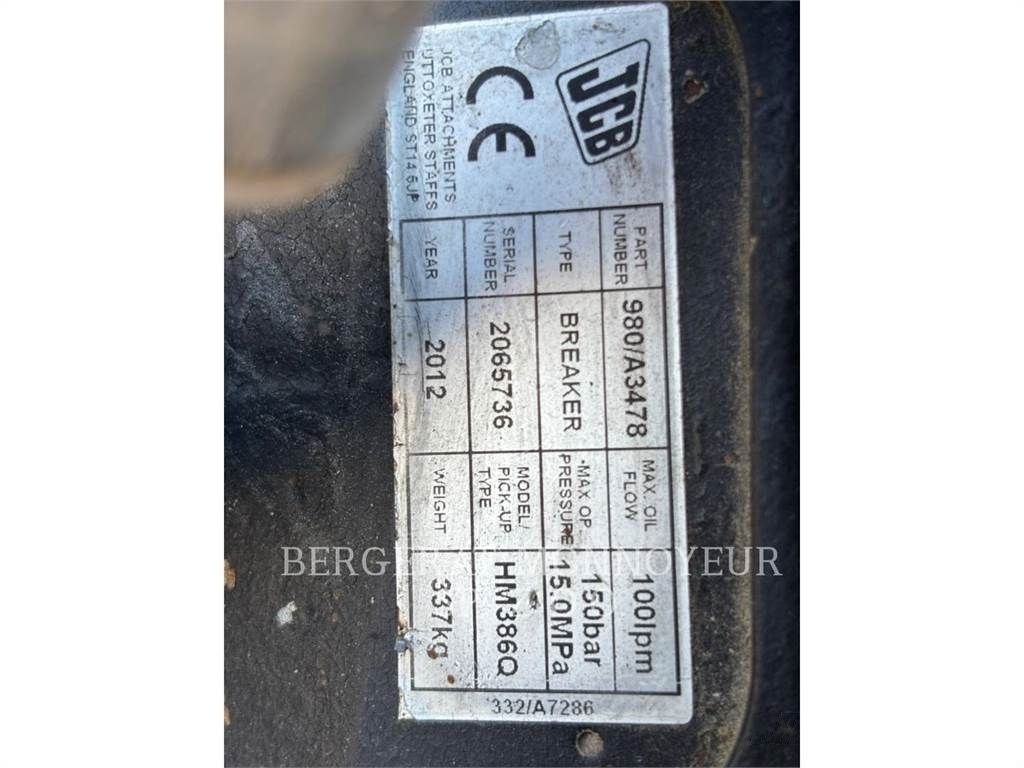 JCB
CE
JCB ATTACHMENTS
UTTOXETER STAFFS
ENGLAND ST14 5JP
PART NUMBER 980/A3478 MAX. OIL FLOW 100lpm
TYPE BREAKER MAX OP. PRESSURE 150bar 15.0MPa
SERIAL NUMBER 2065736 MODEL/ PICK-UP TYPE HM386Q
YEAR 2012 WEIGHT 337kg
332/A7286